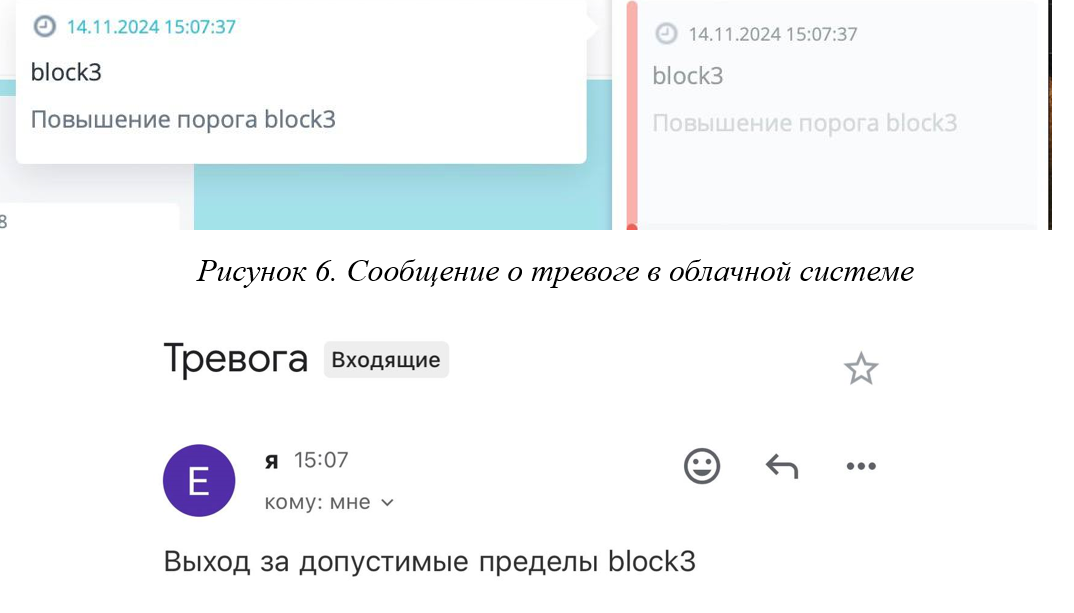 14.11.2024 15:07:37
block3
Повышение порога block3
8
14.11.2024 15:07:37
block3
Повышение порога block3
Рисунок 6. Сообщение о тревоге в облачной системе
Тревога Входящие
E
я 15:07
кому: мне
Выход за допустимые пределы block3